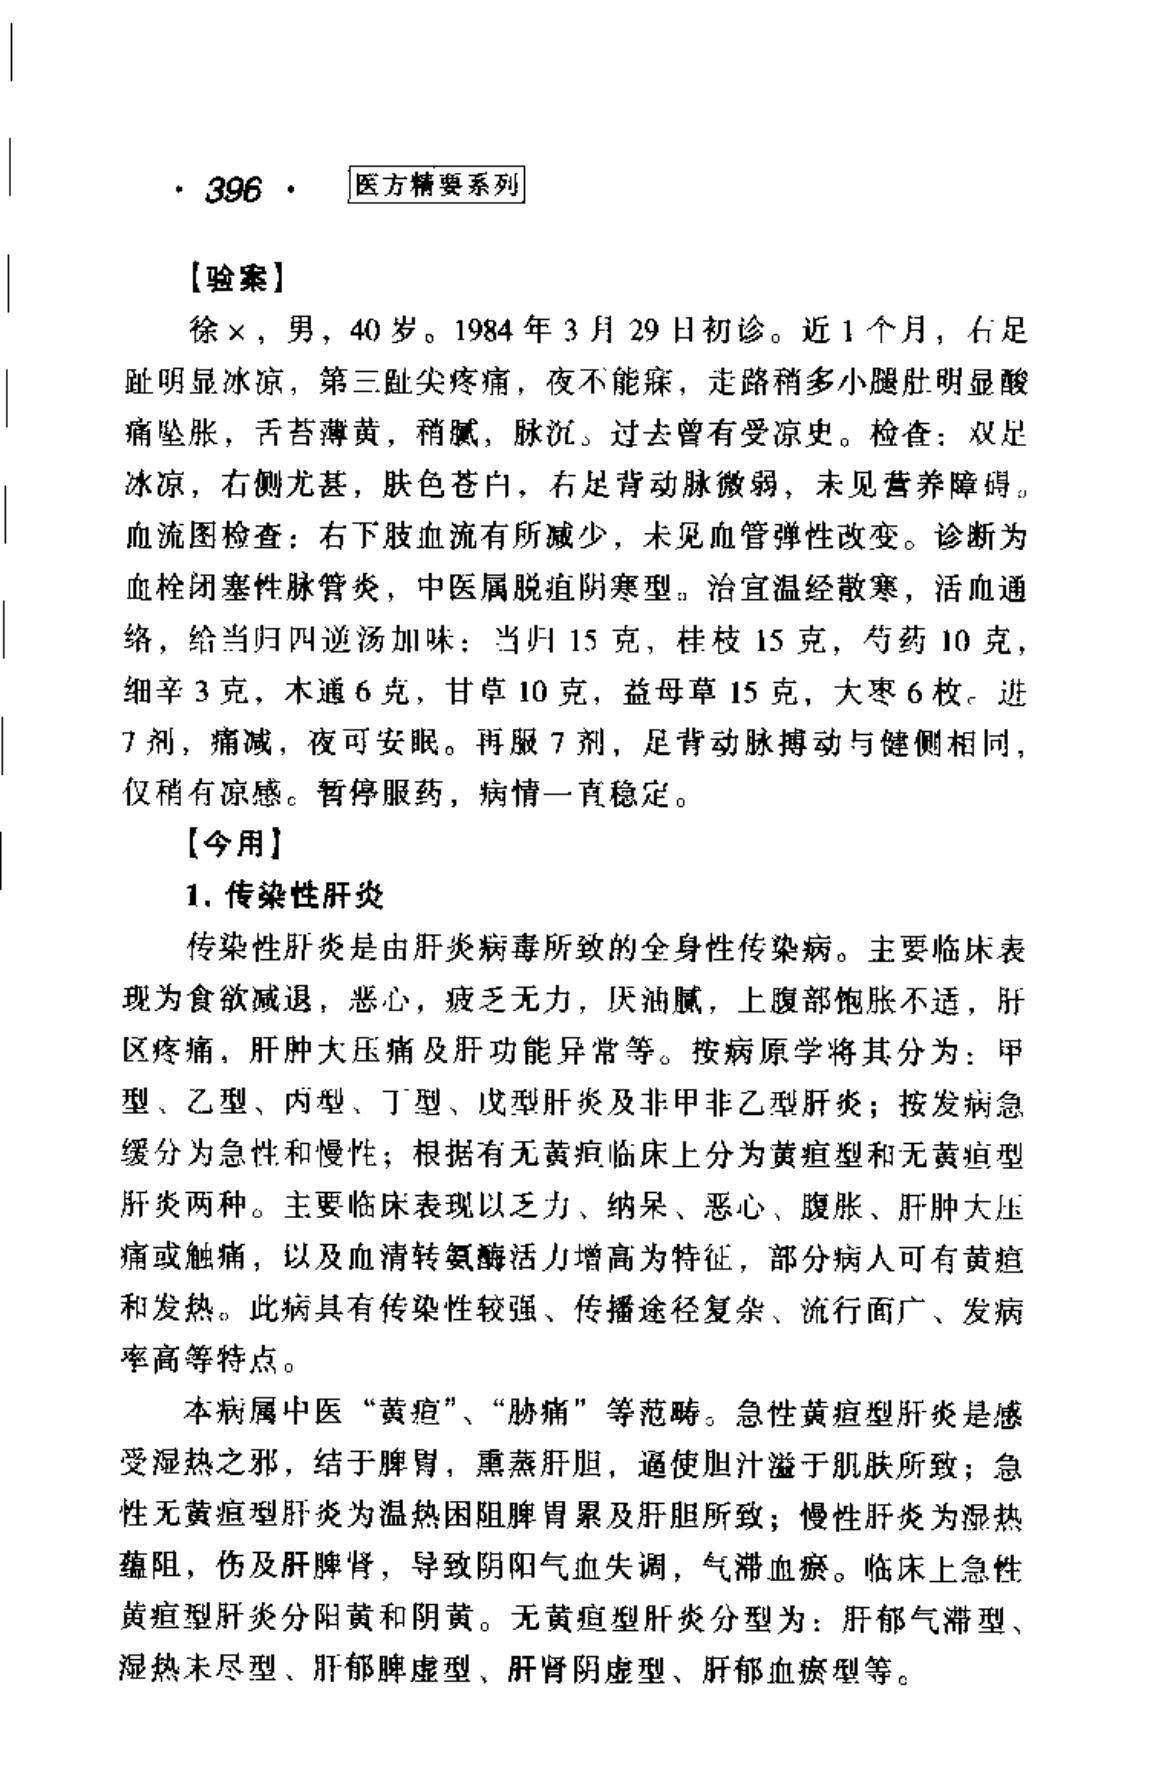 ·396· 医方精要系列
【验案】
徐×，男，40岁。1984年3月29日初诊。近1个月，右足
趾明显冰凉，第三趾尖疼痛，夜不能寐，走路稍多小腿肚明显酸
痛坠胀，舌苔薄黄，稍腻，脉沉。过去曾有受凉史。检查：双足
冰凉，右侧尤甚，肤色苍白，右足背动脉微弱，未见营养障碍。
血流图检查：右下肢血流有所减少，未见血管弹性改变。诊断为
血栓闭塞性脉管炎，中医属脱疽阴寒型。治宜温经散寒，活血通
络，给当归四逆汤加味：当归15克，桂枝15克，芍药10克，
细辛3克，木通6克，甘草10克，益母草15克，大枣6枚。进
7剂，痛减，夜可安眠。再服7剂，足背动脉搏动与健侧相同，
仅稍有凉感。暂停服药，病情一直稳定。
【今用】
1. 传染性肝炎
传染性肝炎是由肝炎病毒所致的全身性传染病。主要临床表
现为食欲减退，恶心，疲乏无力，厌油腻，上腹部饱胀不适，肝
区疼痛，肝肿大压痛及肝功能异常等。按病原学将其分为：甲
型、乙型、丙型、丁型、戊型肝炎及非甲非乙型肝炎；按发病急
缓分为急性和慢性；根据有无黄疸临床上分为黄疸型和无黄疸型
肝炎两种。主要临床表现以乏力、纳呆、恶心、腹胀、肝肿大压
痛或触痛，以及血清转氨酶活力增高为特征，部分病人可有黄疸
和发热。此病具有传染性较强、传播途径复杂、流行面广、发病
率高等特点。
本病属中医“黄疸”、“胁痛”等范畴。急性黄疸型肝炎是感
受湿热之邪，结于脾胃，熏蒸肝胆，逼使胆汁溢于肌肤所致；急
性无黄疸型肝炎为温热困阻脾胃累及肝胆所致；慢性肝炎为湿热
蕴阻，伤及肝脾肾，导致阴阳气血失调，气滞血瘀。临床上急性
黄疸型肝炎分阳黄和阴黄。无黄疸型肝炎分型为：肝郁气滞型、
湿热未尽型、肝郁脾虚型、肝肾阴虚型、肝郁血瘀型等。